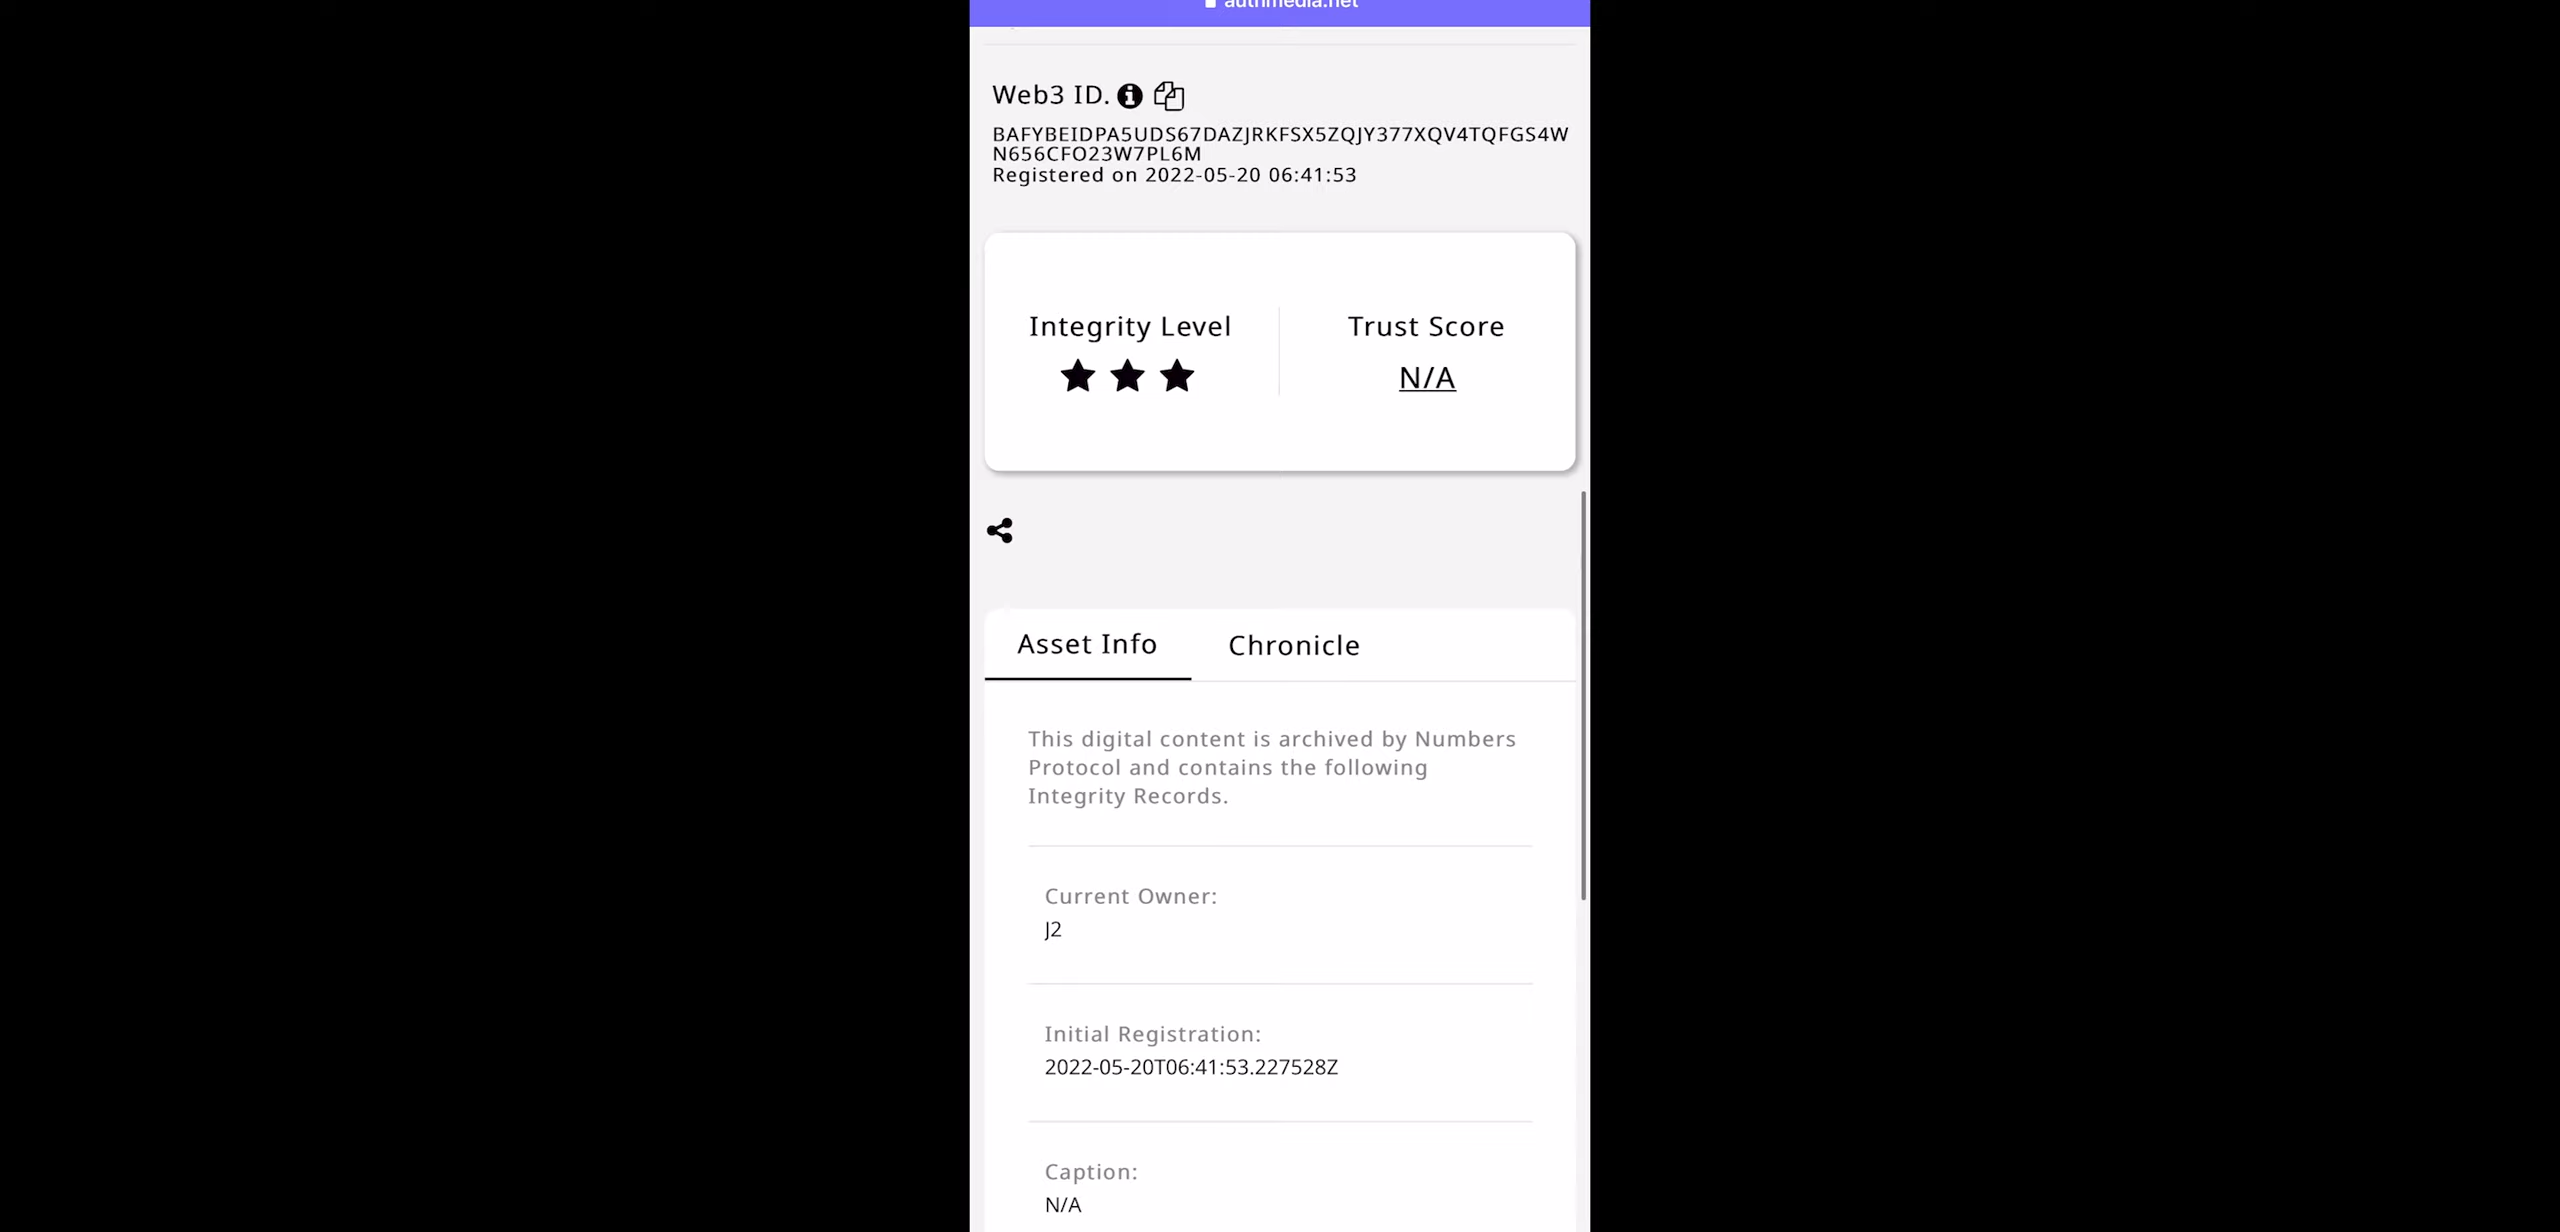 authmedia.net
Web3 ID.
BAFYBEIDPA5UDS67DAZJRKFSX5ZQJY377XQV4TQFGS4W
N656CFO23W7PL6M
Registered on 2022-05-20 06:41:53
Integrity Level
Trust Score
N/A
Asset Info
Chronicle
This digital content is archived by Numbers
Protocol and contains the following
Integrity Records.
Current Owner:
J2
Initial Registration:
2022-05-20T06:41:53.227528Z
Caption:
N/A